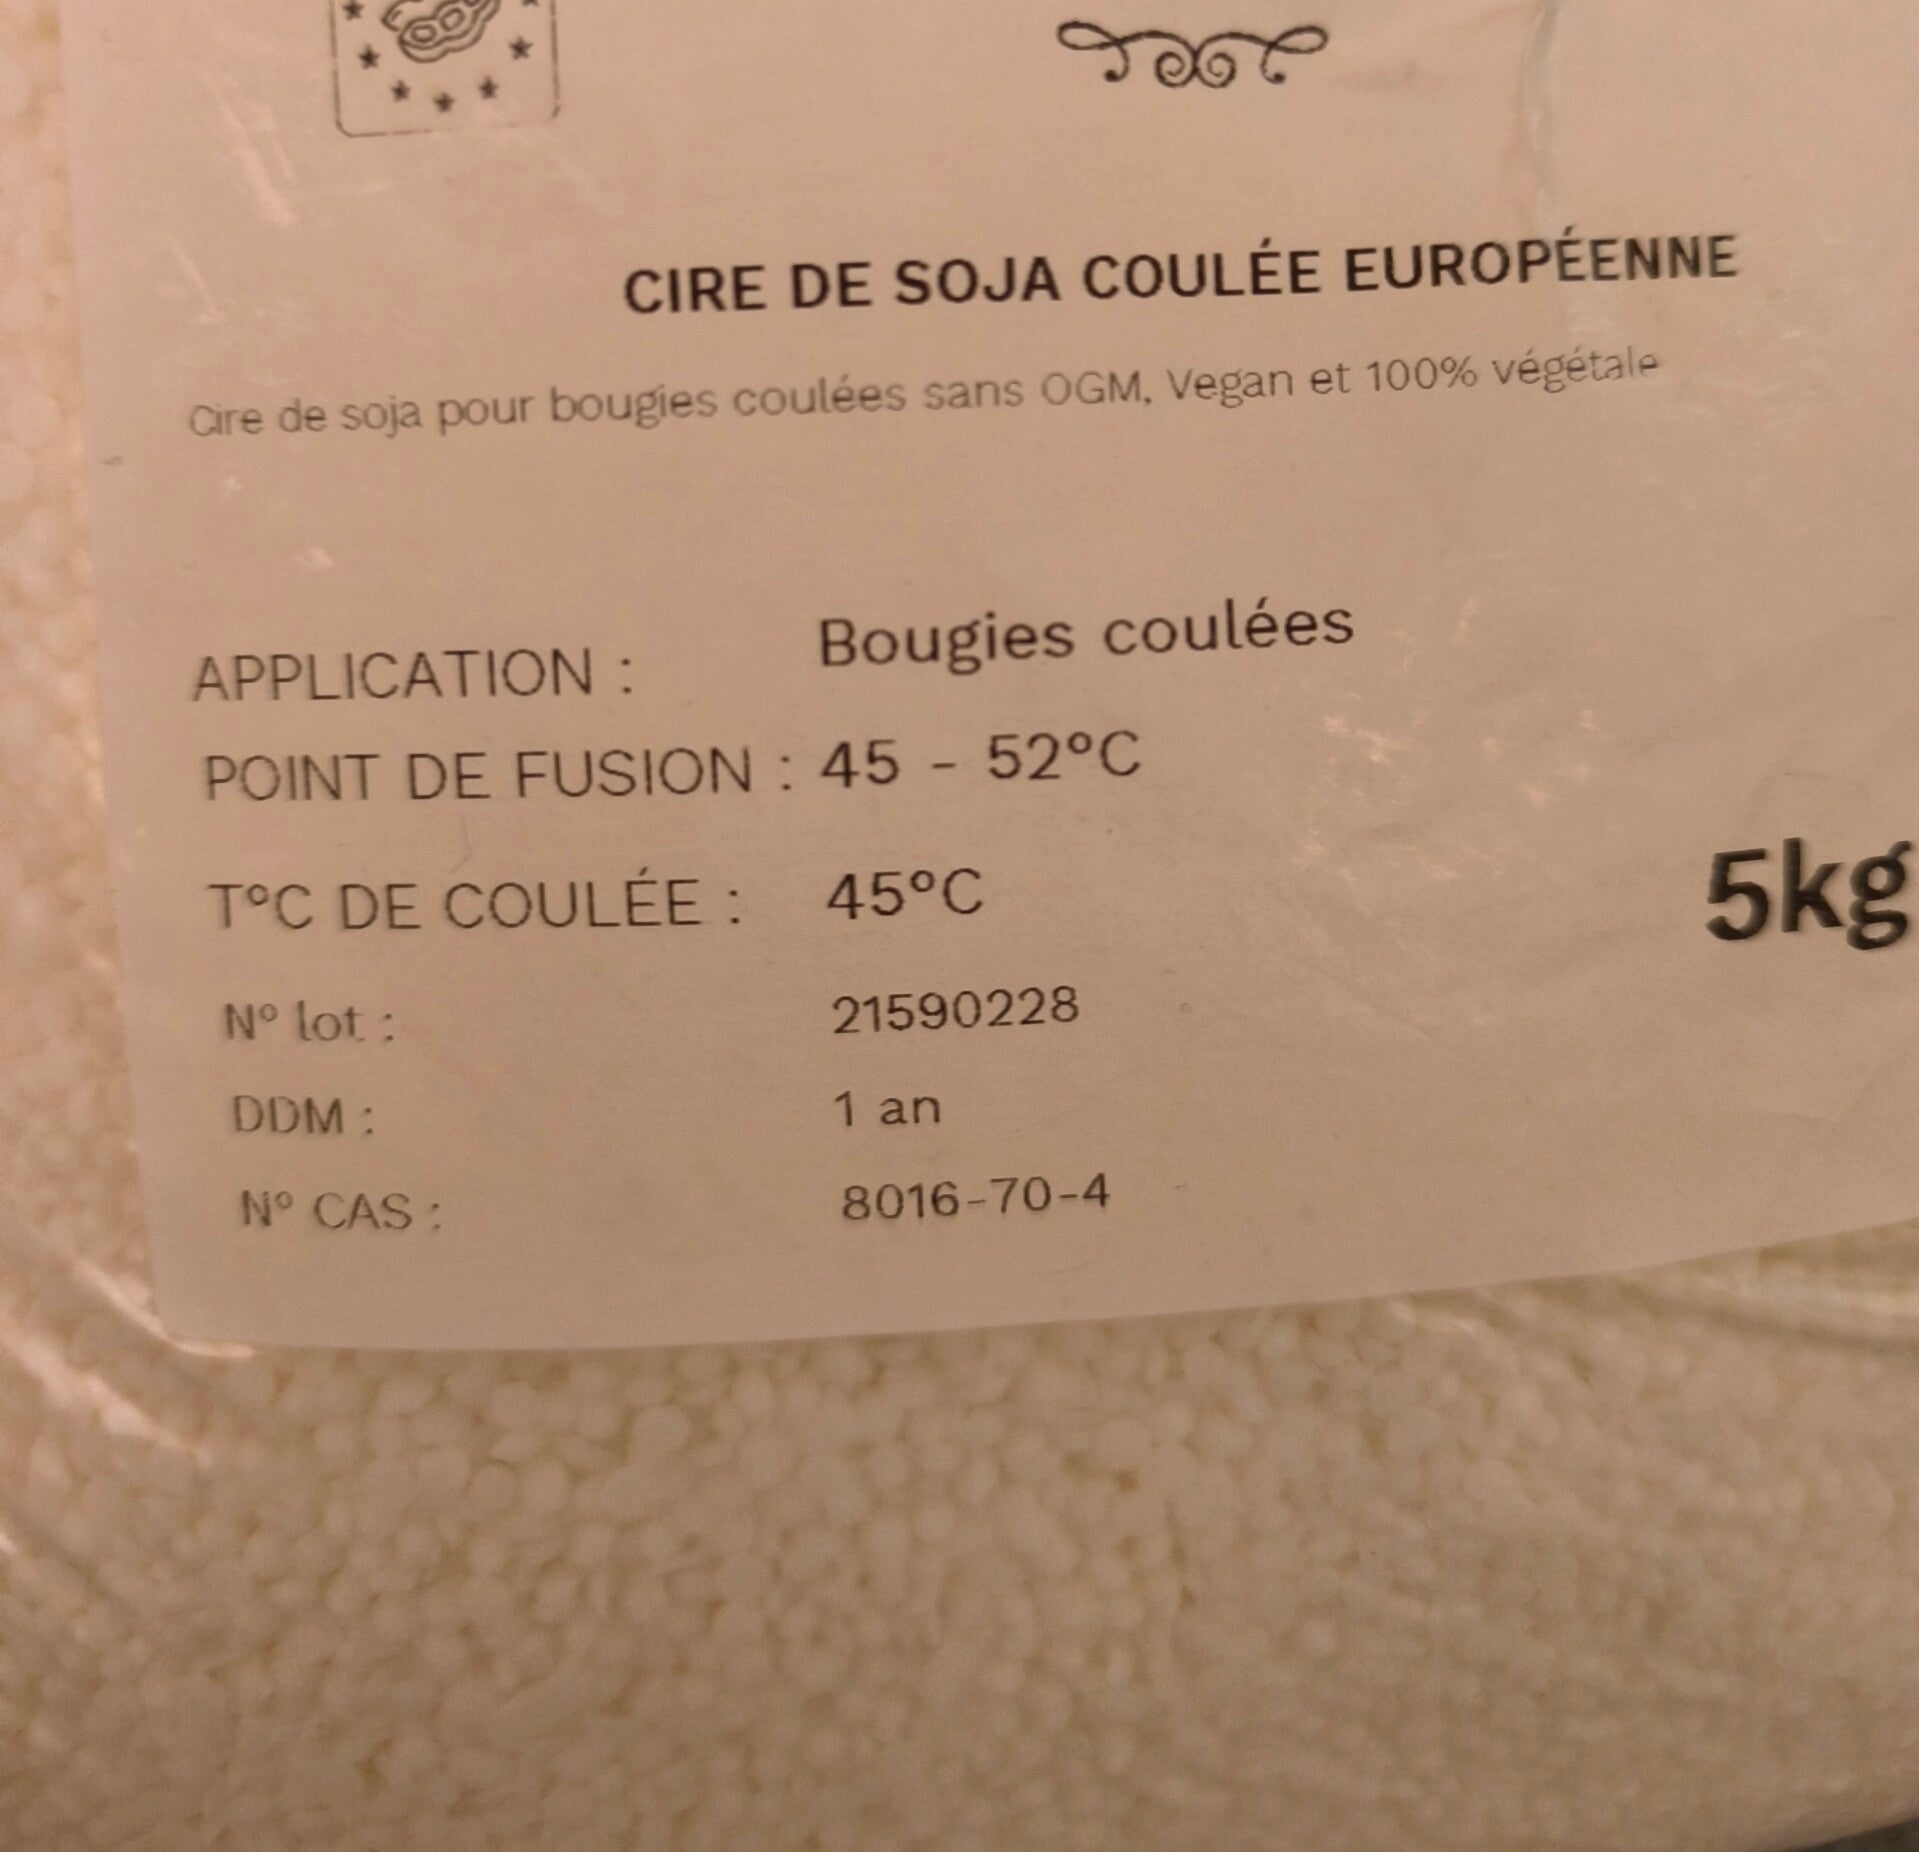 CIRE DE SOJA COULÉE EUROPÉENNE
Cire de soja pour bougies coulées sans OGM, Vegan et 100% végétale
APPLICATION : Bougies coulées
POINT DE FUSION : 45 - 52°C
T°C DE COULÉE : 45°C
5kg
N° lot : 21590228
DDM : 1 an
N° CAS : 8016-70-4